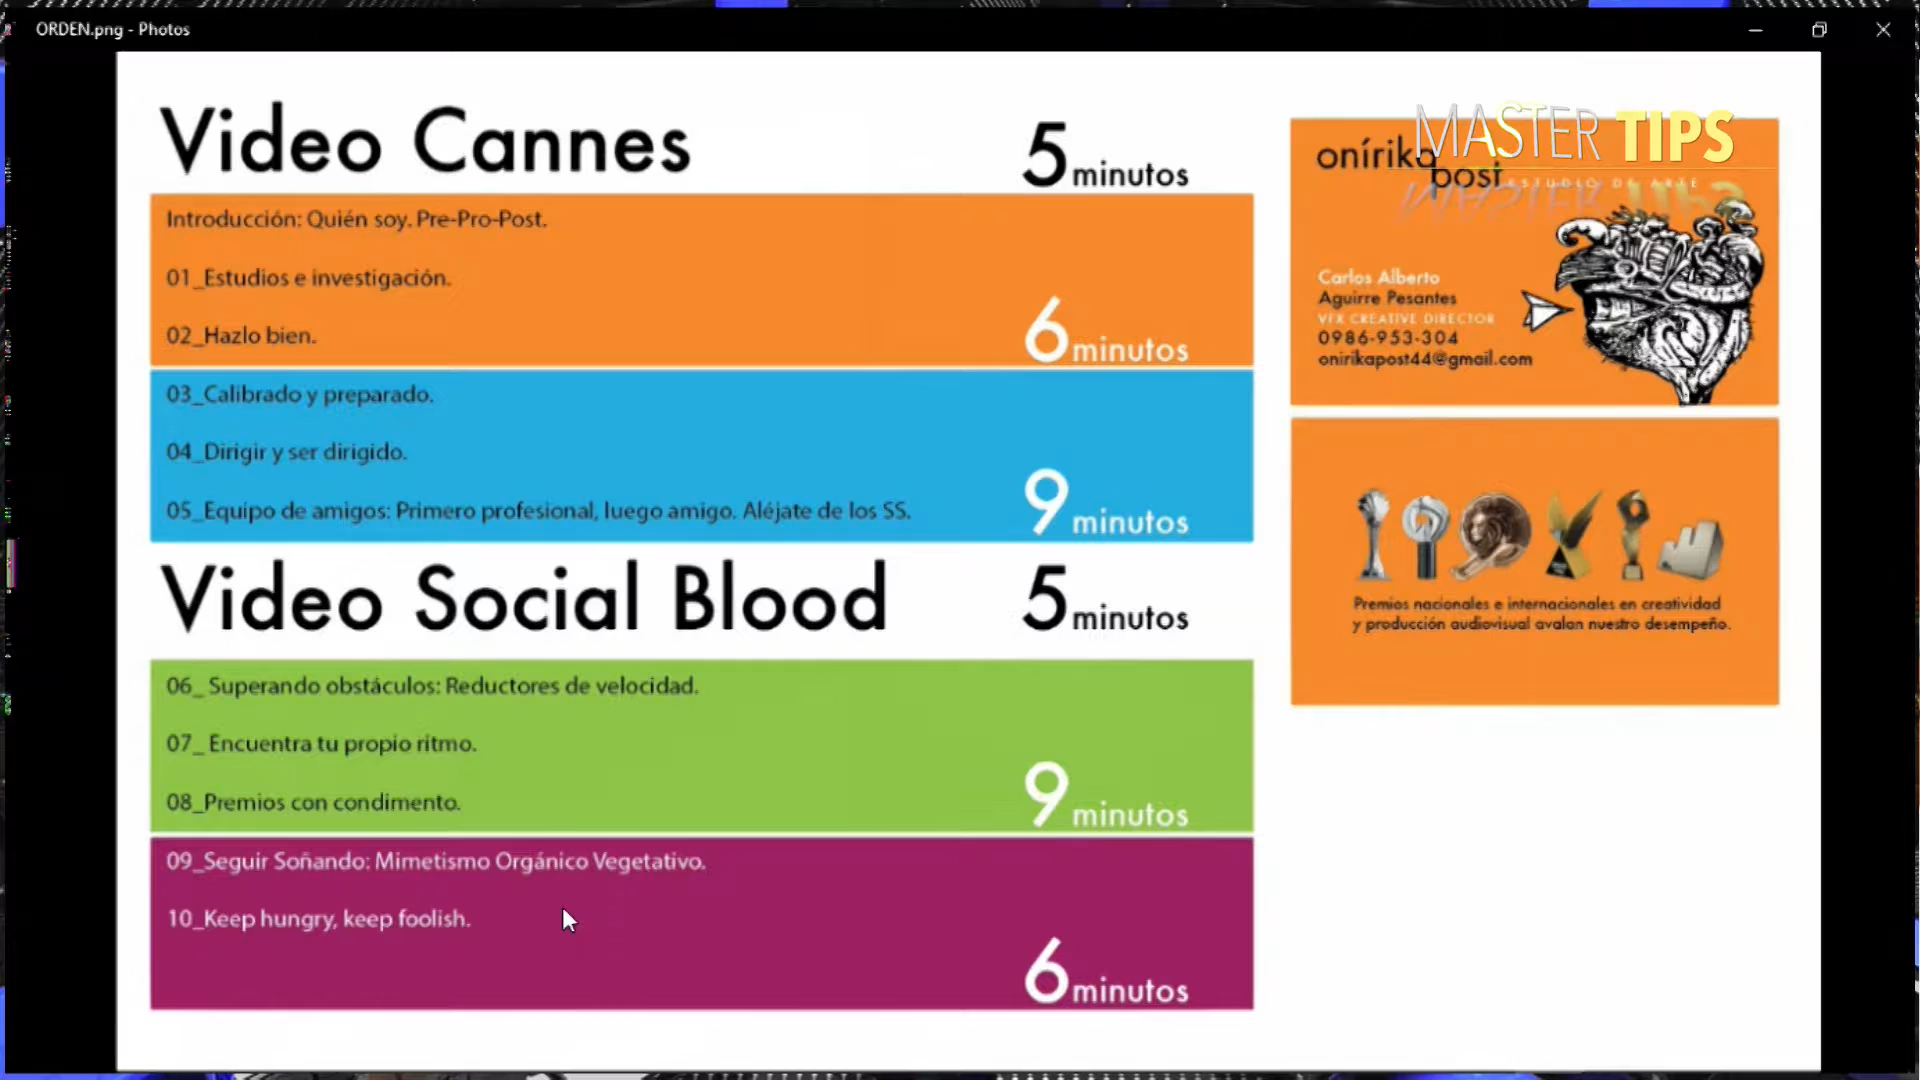 ORDEN.png - Photos
Video Cannes
5 minutos
Introducción: Quién soy. Pre-Pro-Post.
01_Estudios e investigación.
02_Hazlo bien.
6 minutos
03_Calibrado y preparado.
04_Dirigir y ser dirigido.
05_Equipo de amigos: Primero profesional, luego amigo. Aléjate de los SS.
9 minutos
Video Social Blood
5 minutos
06_ Superando obstáculos: Reductores de velocidad.
07_ Encuentra tu propio ritmo.
08_Premios con condimento.
9 minutos
09_Seguir Soñando: Mimetismo Orgánico Vegetativo.
10_Keep hungry, keep foolish.
6 minutos
MASTER TIPS
ESTUDIO DE ARTE
onírika
post
Carlos Alberto
Aguirre Pesantes
VFX CREATIVE DIRECTOR
0986-953-304
onirikapost44@gmail.com
Premios nacionales e internacionales en creatividad
y producción audiovisual avalan nuestro desempeño.